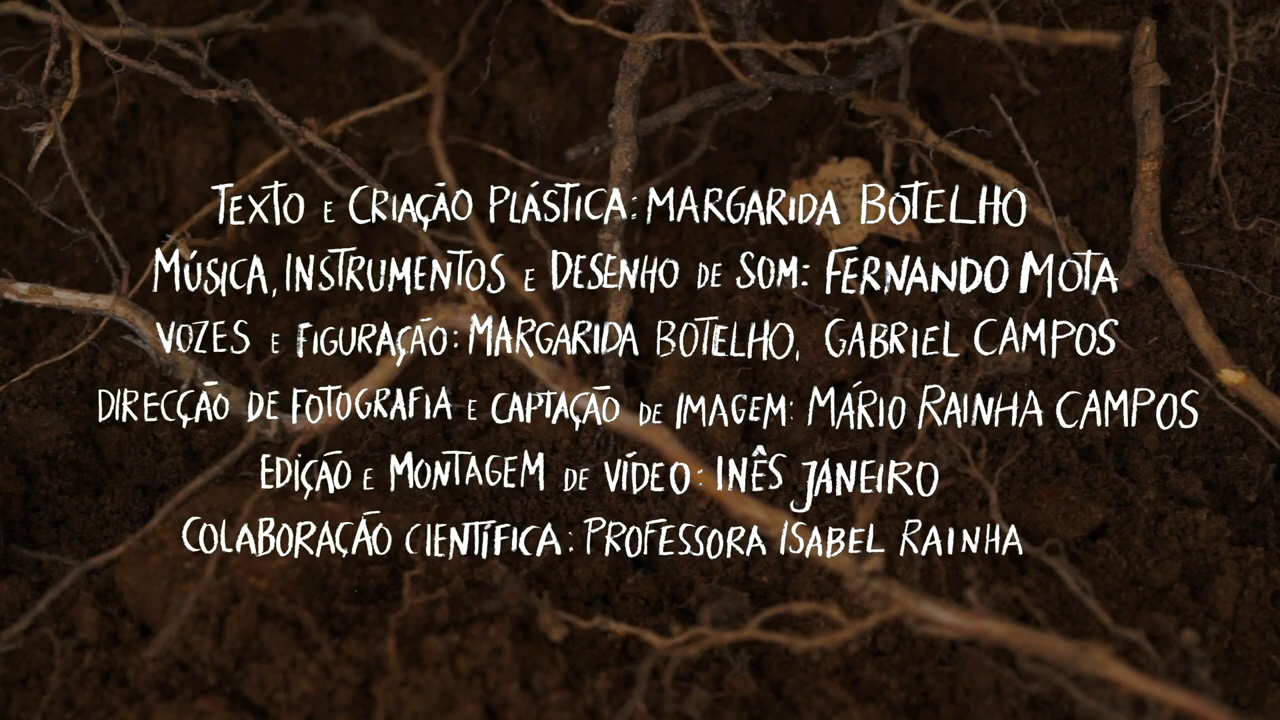 TEXTO E CRIAÇÃO PLÁSTICA: MARGARIDA BOTELHO
MÚSICA, INSTRUMENTOS E DESENHO DE SOM: FERNANDO MOTA
VOZES E FIGURAÇÃO: MARGARIDA BOTELHO, GABRIEL CAMPOS
DIRECÇÃO DE FOTOGRAFIA E CAPTAÇÃO DE IMAGEM: MÁRIO RAINHA CAMPOS
EDIÇÃO E MONTAGEM DE VÍDEO: INÊS JANEIRO
COLABORAÇÃO CIENTÍFICA: PROFESSORA ISABEL RAINHA